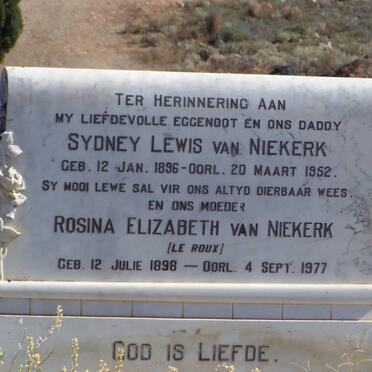 TER HERINNERING AAN
MY LIEFDEVOLLE EGGENOOT EN ONS DADDY
SYDNEY LEWIS VAN NIEKERK
GEB. 12 JAN. 1896-OORL. 20 MAART 1952.
SY MOOI LEWE SAL VIR ONS ALTYD DIERBAAR WEES.
EN ONS MOEDER
ROSINA ELIZABETH VAN NIEKERK
[LE ROUX]
GEB. 12 JULIE 1898 — OORL. 4 SEPT. 1977
GOD IS LIEFDE.